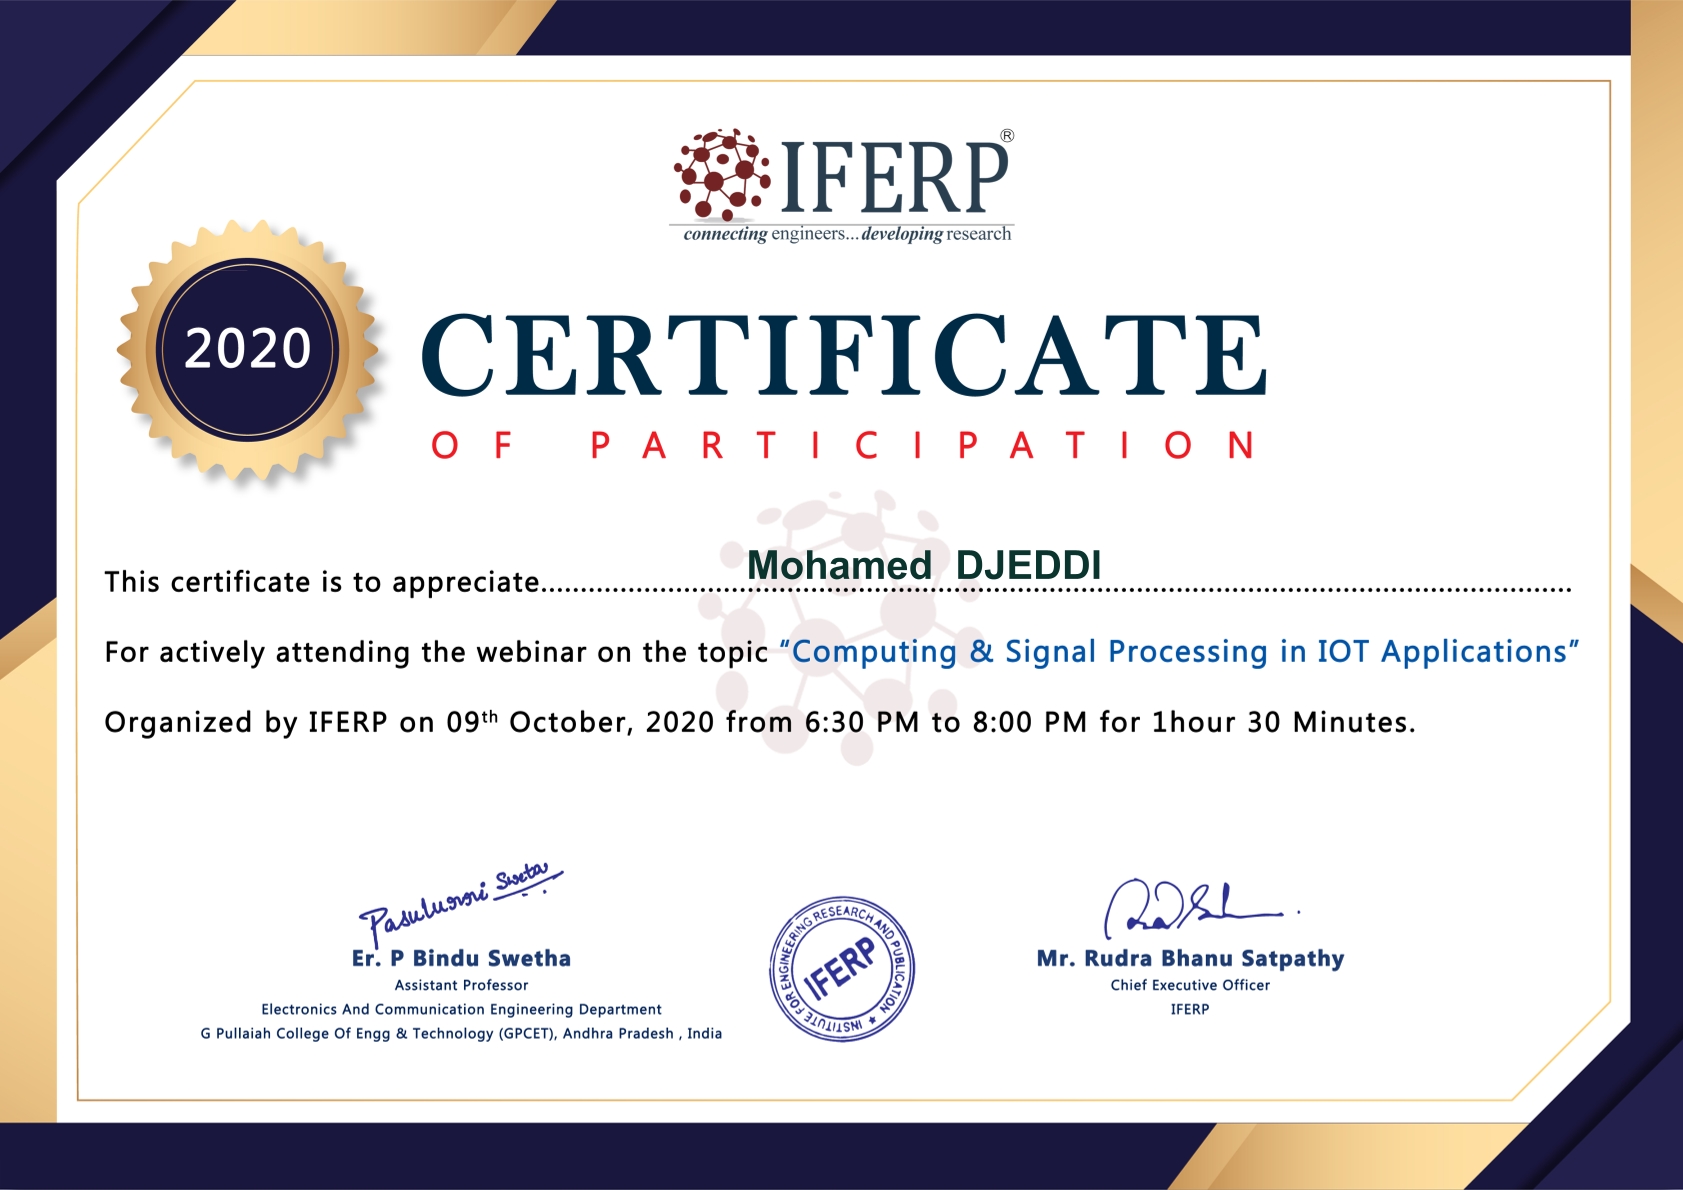 IFERP®
connecting engineers...developing research
2020
CERTIFICATE
OF PARTICIPATION
This certificate is to appreciate.......Mohamed DJEDDI.......
For actively attending the webinar on the topic “Computing & Signal Processing in IOT Applications”
Organized by IFERP on 09th October, 2020 from 6:30 PM to 8:00 PM for 1hour 30 Minutes.
Er. P Bindu Swetha
Assistant Professor
Electronics And Communication Engineering Department
G Pullaiah College Of Engg & Technology (GPCET), Andhra Pradesh , India
INSTITUTE FOR ENGINEERING RESEARCH AND PUBLICATION ★
IFERP
Mr. Rudra Bhanu Satpathy
Chief Executive Officer
IFERP